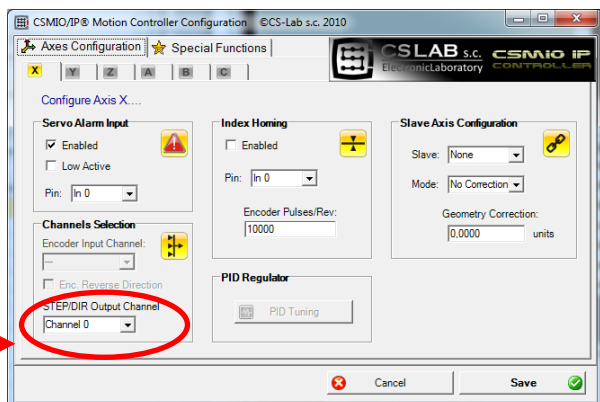 CSMIO/IP® Motion Controller Configuration ©CS-Lab s.c. 2010
Axes Configuration Special Functions
CSLAB s.c.
ElectronicLaboratory
CSMIO IP
CONTROLLER
X Y Z A B C
Configure Axis X....
Servo Alarm Input
Enabled
Low Active
Pin: In 0
Channels Selection
Encoder Input Channel:
---
Enc. Reverse Direction
STEP/DIR Output Channel
Channel 0
Index Homing
Enabled
Pin: In 0
Encoder Pulses/Rev:
10000
PID Regulator
PID Tuning
Slave Axis Configuration
Slave: None
Mode: No Correction
Geometry Correction:
0,0000 units
Cancel Save